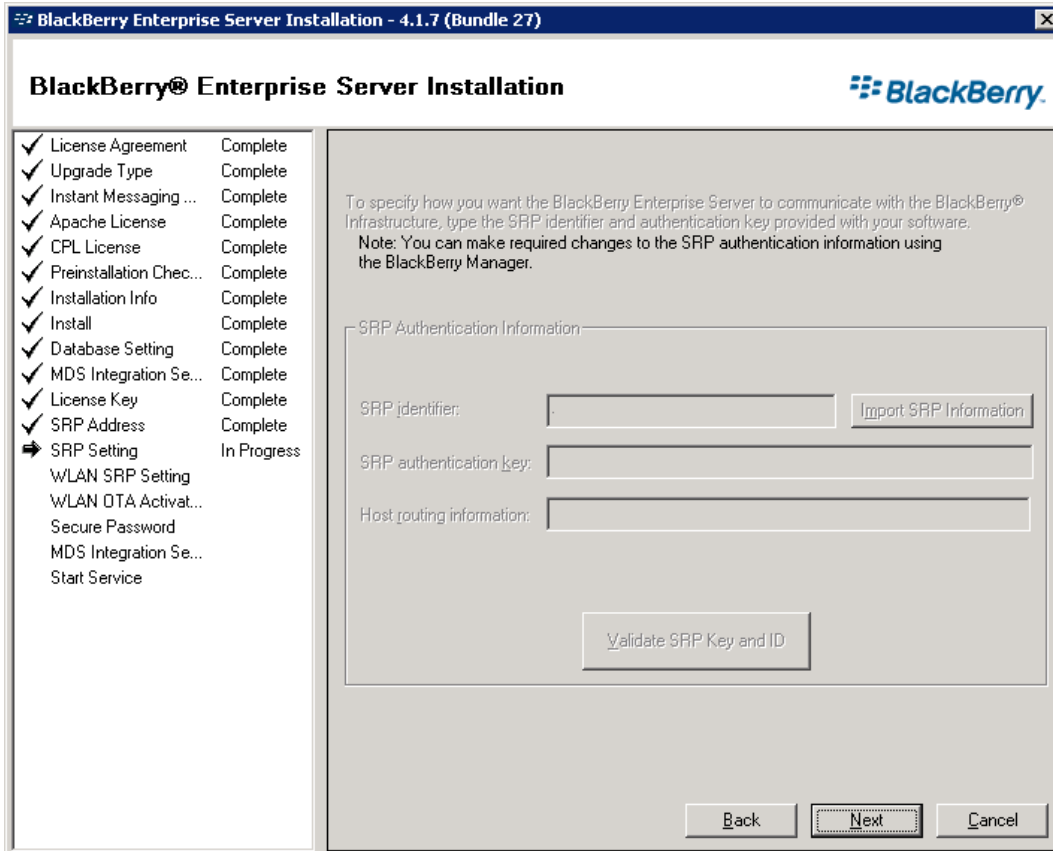 BlackBerry Enterprise Server Installation - 4.1.7 (Bundle 27)
BlackBerry® Enterprise Server Installation
BlackBerry.
License Agreement Complete
Upgrade Type Complete
Instant Messaging ... Complete
Apache License Complete
CPL License Complete
Preinstallation Chec... Complete
Installation Info Complete
Install Complete
Database Setting Complete
MDS Integration Se... Complete
License Key Complete
SRP Address Complete
SRP Setting In Progress
WLAN SRP Setting
WLAN OTA Activat...
Secure Password
MDS Integration Se...
Start Service
To specify how you want the BlackBerry Enterprise Server to communicate with the BlackBerry®
Infrastructure, type the SRP identifier and authentication key provided with your software.
Note: You can make required changes to the SRP authentication information using
the BlackBerry Manager.
SRP Authentication Information
SRP identifier: . Import SRP Information
SRP authentication key:
Host routing information:
Validate SRP Key and ID
Back Next Cancel